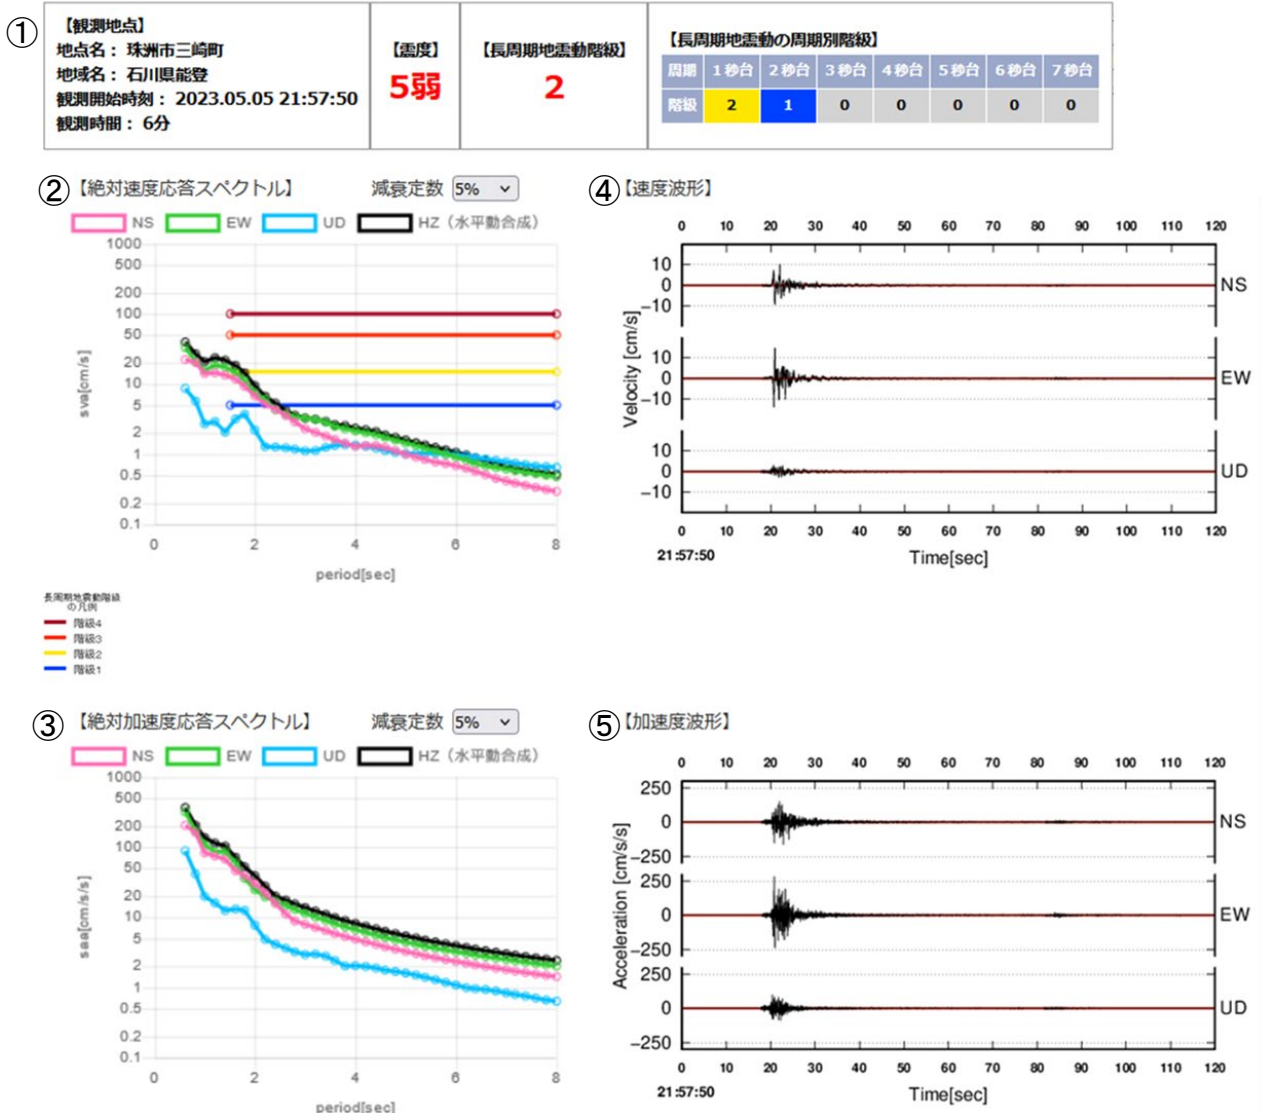 ①
【観測地点】
地点名： 珠洲市三崎町
地域名： 石川県能登
観測開始時刻： 2023.05.05 21:57:50
観測時間： 6分
【震度】
5弱
【長周期地震動階級】
2
【長周期地震動の周期別階級】
周期 1秒台 2秒台 3秒台 4秒台 5秒台 6秒台 7秒台
階級 2 1 0 0 0 0 0
② 【絶対速度応答スペクトル】 減衰定数 5%
NS EW UD HZ（水平動合成）
1000
500
200
100
50
20
10
5
2
1
0.5
0.2
0.1
sva[cm/s]
0 2 4 6 8
period[sec]
長周期地震動階級
の凡例
階級4
階級3
階級2
階級1
④ 【速度波形】
0 10 20 30 40 50 60 70 80 90 100 110 120
10
0
−10
NS
10
0
−10
EW
10
0
−10
UD
Velocity [cm/s]
0 10 20 30 40 50 60 70 80 90 100 110 120
21:57:50
Time[sec]
③ 【絶対加速度応答スペクトル】 減衰定数 5%
NS EW UD HZ（水平動合成）
1000
500
200
100
50
20
10
5
2
1
0.5
0.2
0.1
saa[cm/s/s]
0 2 4 6 8
period[sec]
⑤ 【加速度波形】
0 10 20 30 40 50 60 70 80 90 100 110 120
250
0
−250
NS
250
0
−250
EW
250
0
−250
UD
Acceleration [cm/s/s]
0 10 20 30 40 50 60 70 80 90 100 110 120
21:57:50
Time[sec]